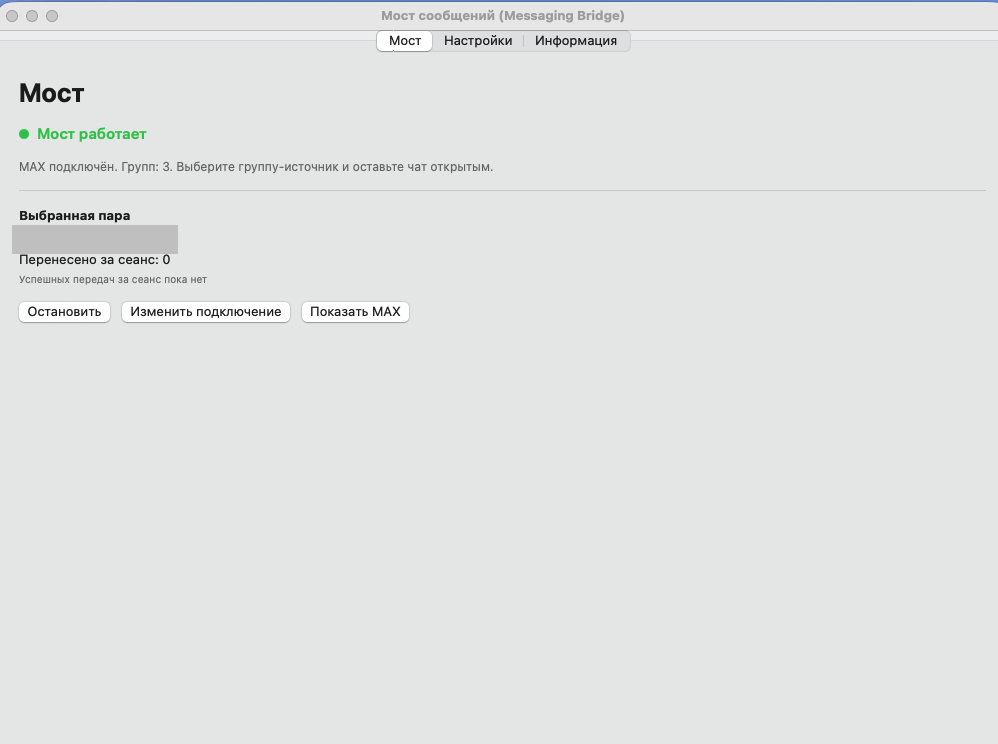 Мост сообщений (Messaging Bridge)
Мост Настройки Информация
Мост
Мост работает
MAX подключён. Групп: 3. Выберите группу-источник и оставьте чат открытым.
Выбранная пара
Перенесено за сеанс: 0
Успешных передач за сеанс пока нет
Остановить Изменить подключение Показать MAX